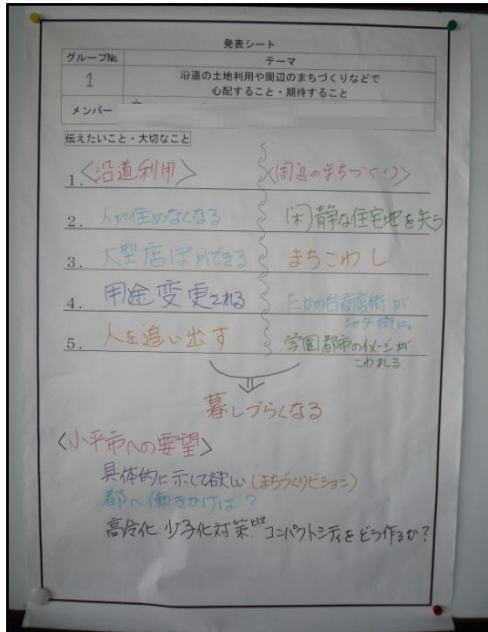 発表シート
グループNo. テーマ
1 沿道の土地利用や周辺のまちづくりなどで
心配すること・期待すること
メンバー
伝えたいこと・大切なこと
1. <沿道利用> <周辺のまちづくり>
2. 人が住めなくなる 静な住宅地を失う
3. 大型店ぽができる まちこわし
4. 用途変更される たかの台商店街が
シャッター街に。
5. 人を追い出す 学園都市のイメージが
こわれる
暮しづらくなる
<小平市への要望>
具体的に示して欲しい(まちづくりビジョン)
都へ働きかけは?
高令化、少子化対策 コンパクトシティをどう作るか?